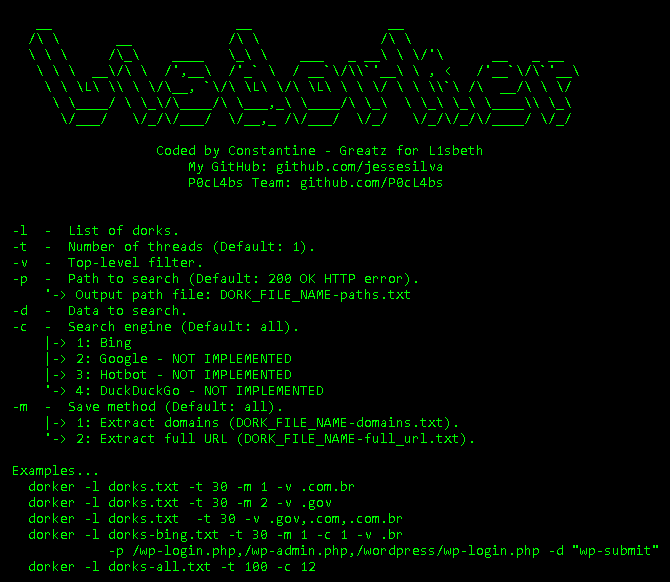 LisDorker
Coded by Constantine - Greatz for L1sbeth
My GitHub: github.com/jessesilva
P0cL4bs Team: github.com/P0cL4bs
-l  -  List of dorks.
-t  -  Number of threads (Default: 1).
-v  -  Top-level filter.
-p  -  Path to search (Default: 200 OK HTTP error).
'-> Output path file: DORK_FILE_NAME-paths.txt
-d  -  Data to search.
-c  -  Search engine (Default: all).
|-> 1: Bing
|-> 2: Google - NOT IMPLEMENTED
|-> 3: Hotbot - NOT IMPLEMENTED
'-> 4: DuckDuckGo - NOT IMPLEMENTED
-m  -  Save method (Default: all).
|-> 1: Extract domains (DORK_FILE_NAME-domains.txt).
'-> 2: Extract full URL (DORK_FILE_NAME-full_url.txt).
Examples...
dorker -l dorks.txt -t 30 -m 1 -v .com.br
dorker -l dorks.txt -t 30 -m 2 -v .gov
dorker -l dorks.txt  -t 30 -v .gov,.com,.com.br
dorker -l dorks-bing.txt -t 30 -m 1 -c 1 -v .br
-p /wp-login.php,/wp-admin.php,/wordpress/wp-login.php -d "wp-submit"
dorker -l dorks-all.txt -t 100 -c 12